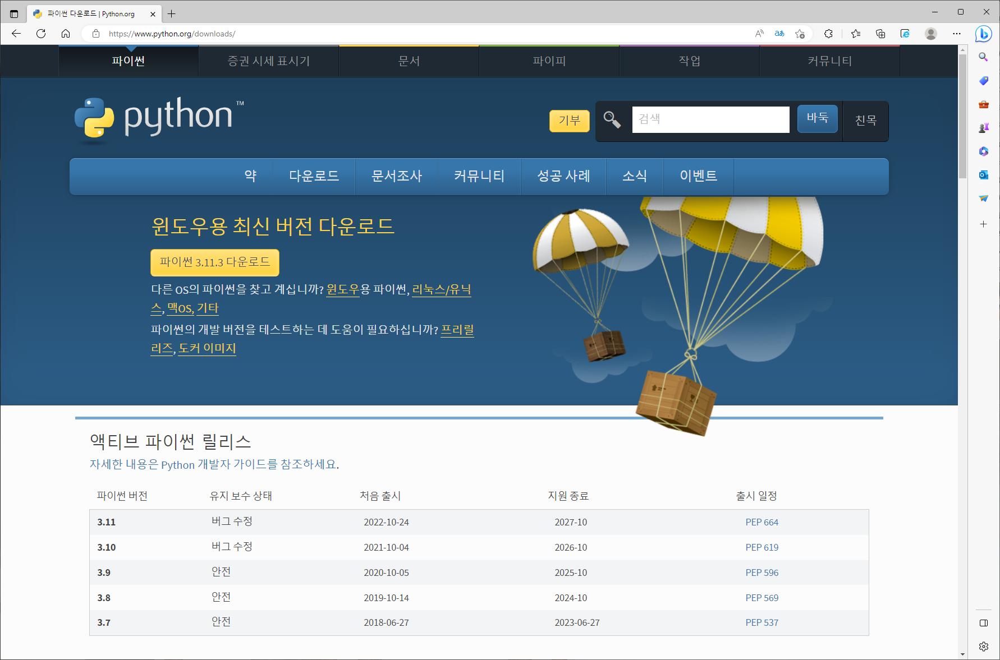 파이썬 다운로드 | Python.org
https://www.python.org/downloads/
파이썬 증권 시세 표시기 문서 파이피 작업 커뮤니티
python™
기부 검색 바둑 친목
약 다운로드 문서조사 커뮤니티 성공 사례 소식 이벤트
윈도우용 최신 버전 다운로드
파이썬 3.11.3 다운로드
다른 OS의 파이썬을 찾고 계십니까? 윈도우용 파이썬, 리눅스/유닉
스, 맥OS, 기타
파이썬의 개발 버전을 테스트하는 데 도움이 필요하십니까? 프리릴
리즈, 도커 이미지
액티브 파이썬 릴리스
자세한 내용은 Python 개발자 가이드를 참조하세요.
파이썬 버전 유지 보수 상태 처음 출시 지원 종료 출시 일정
3.11 버그 수정 2022-10-24 2027-10 PEP 664
3.10 버그 수정 2021-10-04 2026-10 PEP 619
3.9 안전 2020-10-05 2025-10 PEP 596
3.8 안전 2019-10-14 2024-10 PEP 569
3.7 안전 2018-06-27 2023-06-27 PEP 537